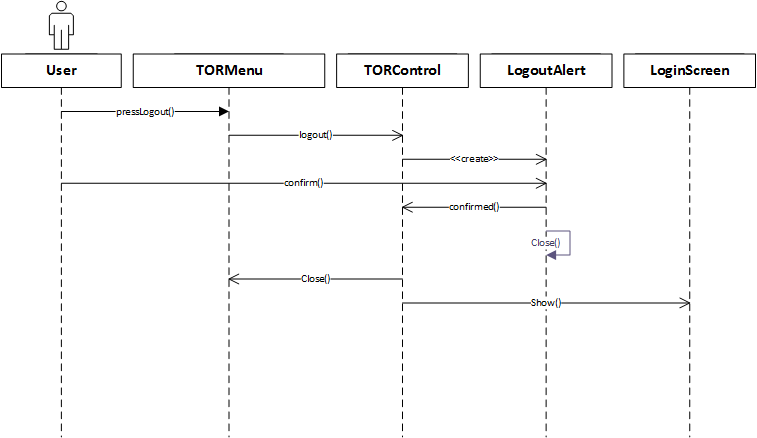 User
TORMenu
TORControl
LogoutAlert
LoginScreen
pressLogout()
logout()
<<create>>
confirm()
confirmed()
Close()
Close()
Show()